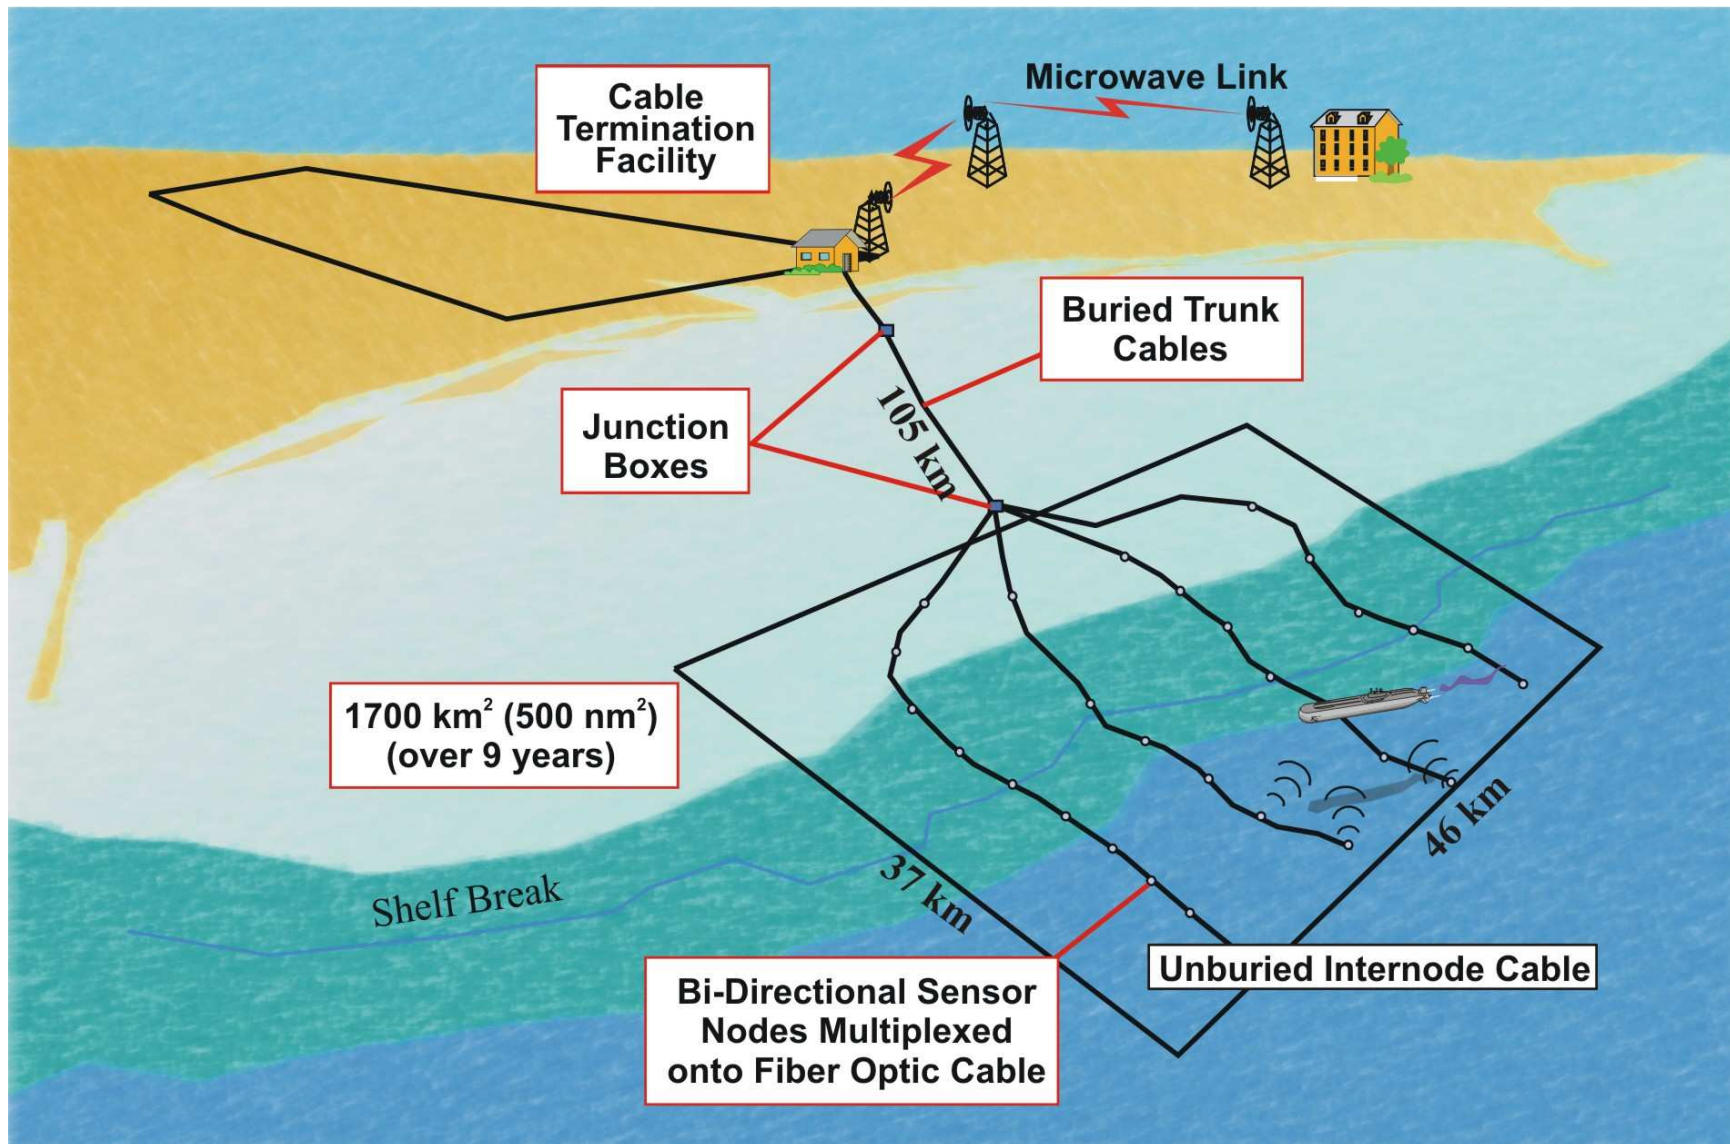 Microwave Link
Cable
Termination
Facility
Buried Trunk
Cables
Junction
Boxes
105 km
1700 km² (500 nm²)
(over 9 years)
46 km
37 km
Shelf Break
Unburied Internode Cable
Bi-Directional Sensor
Nodes Multiplexed
onto Fiber Optic Cable